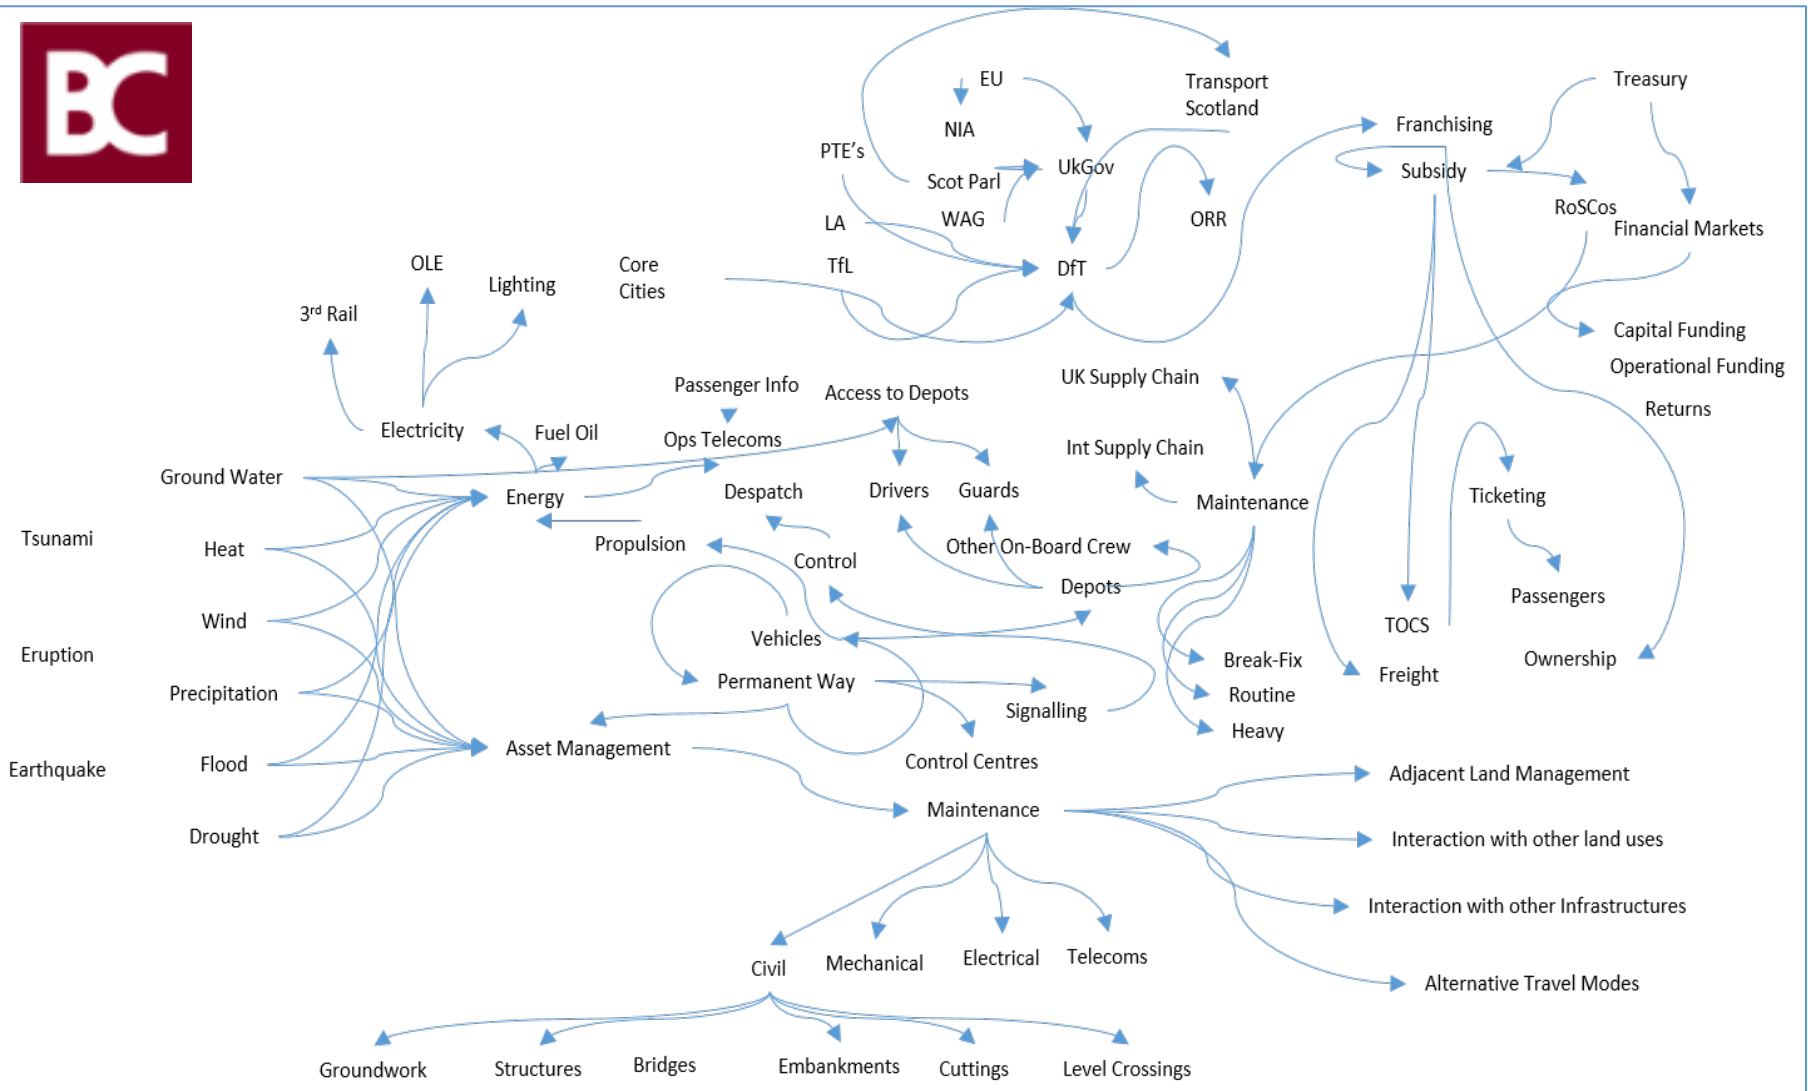 BC
EU
Transport
Scotland
Treasury
NIA
Franchising
PTE's
Scot Parl
UkGov
Subsidy
WAG
ORR
RoSCos
LA
Financial Markets
OLE
Core
Cities
TfL
DfT
Lighting
3rd Rail
Capital Funding
Operational Funding
Passenger Info
Access to Depots
UK Supply Chain
Returns
Electricity
Fuel Oil
Ops Telecoms
Int Supply Chain
Ground Water
Energy
Despatch
Drivers
Guards
Maintenance
Ticketing
Tsunami
Heat
Propulsion
Control
Other On-Board Crew
Depots
Passengers
Wind
Vehicles
TOCS
Eruption
Break-Fix
Ownership
Precipitation
Permanent Way
Freight
Routine
Signalling
Heavy
Earthquake
Flood
Asset Management
Control Centres
Adjacent Land Management
Maintenance
Drought
Interaction with other land uses
Interaction with other Infrastructures
Civil
Mechanical
Electrical
Telecoms
Alternative Travel Modes
Groundwork
Structures
Bridges
Embankments
Cuttings
Level Crossings